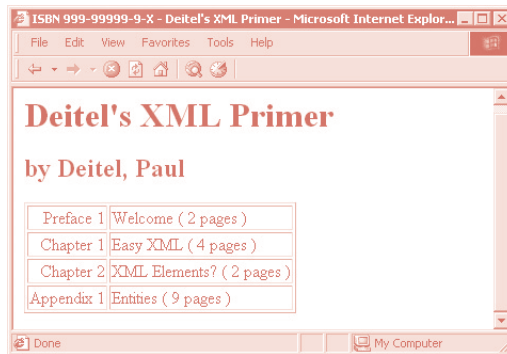 ISBN 999-99999-9-X - Deitel's XML Primer - Microsoft Internet Explor...
File Edit View Favorites Tools Help
Deitel's XML Primer
by Deitel, Paul
Preface 1 Welcome ( 2 pages )
Chapter 1 Easy XML ( 4 pages )
Chapter 2 XML Elements? ( 2 pages )
Appendix 1 Entities ( 9 pages )
Done My Computer